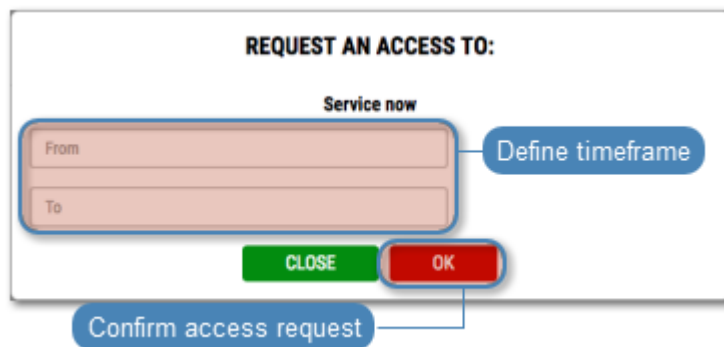 REQUEST AN ACCESS TO:
Service now
From
Define timeframe
To
CLOSE
OK
Confirm access request